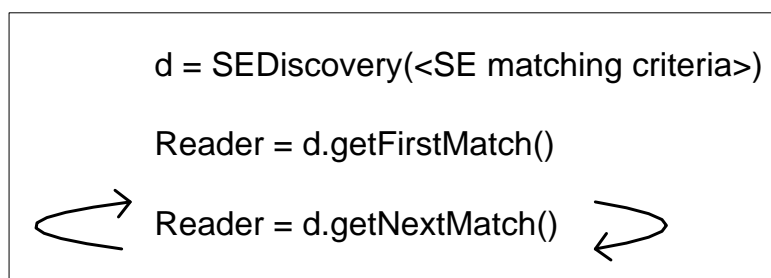 d = SEDiscovery(<SE matching criteria>)
Reader = d.getFirstMatch()
Reader = d.getNextMatch()